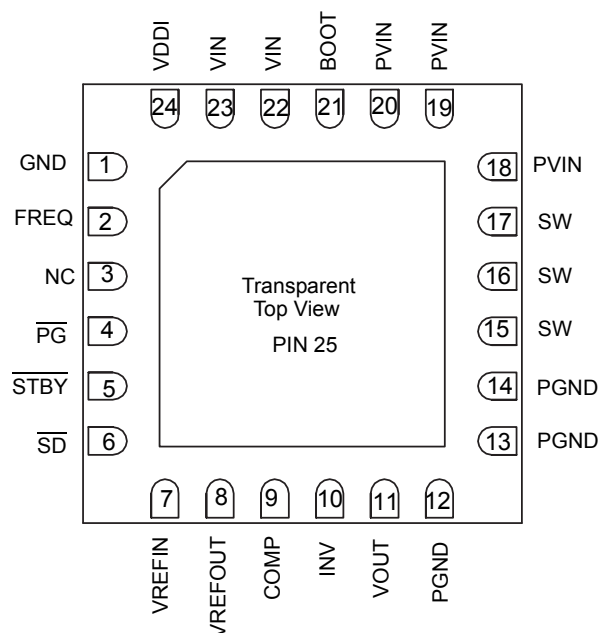 VDDI
VIN
VIN
BOOT
PVIN
PVIN
24
23
22
21
20
19
GND 1
18 PVIN
FREQ 2
17 SW
NC 3
16 SW
PG 4
15 SW
STBY 5
14 PGND
SD 6
13 PGND
Transparent
Top View
PIN 25
7
8
9
10
11
12
VREFIN
VREFOUT
COMP
INV
VOUT
PGND